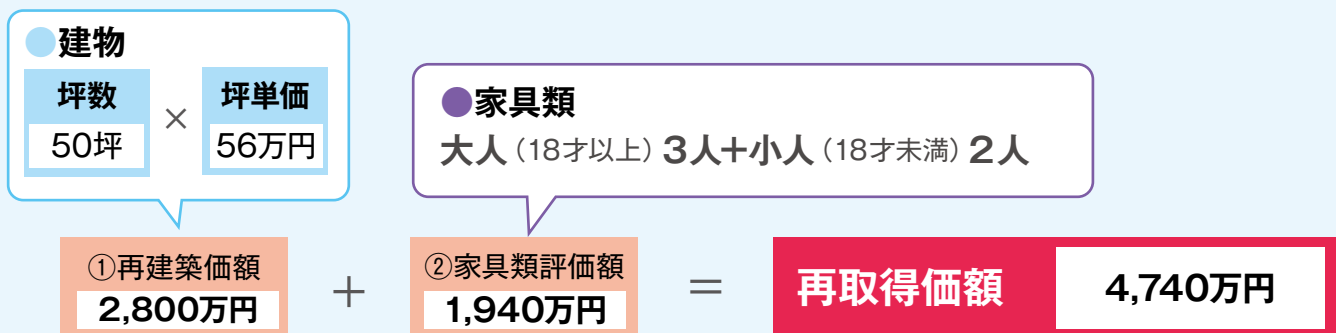 ●建物
坪数 × 坪単価
50坪 56万円
●家具類
大人（18才以上）3人＋小人（18才未満）2人
①再建築価額 ＋ ②家具類評価額 ＝ 再取得価額 4,740万円
2,800万円 1,940万円